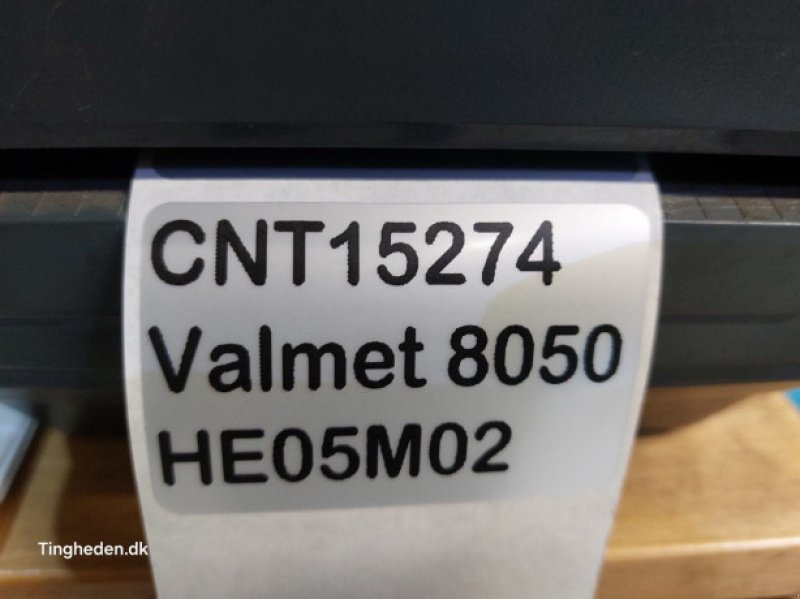 CNT15274
Valmet 8050
HE05M02
Tingheden.dk